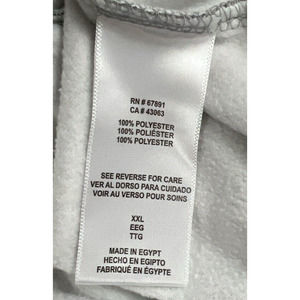 RN # 67891
CA # 43063
100% POLYESTER
100% POLIÉSTER
100% POLYESTER
SEE REVERSE FOR CARE
VER AL DORSO PARA CUIDADO
VOIR AU VERSO POUR SOINS
XXL
EEG
TTG
MADE IN EGYPT
HECHO EN EGIPTO
FABRIQUÉ EN ÉGYPTE